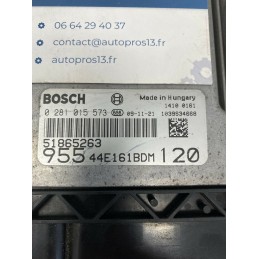 06 64 29 40 37
contact@autopros13.fr
autopros13.fr
BOSCH
Made in Hungary
1410 0161
0 281 015 573
09-11-21
1039S34668
51865263
955 44E161BDM 120